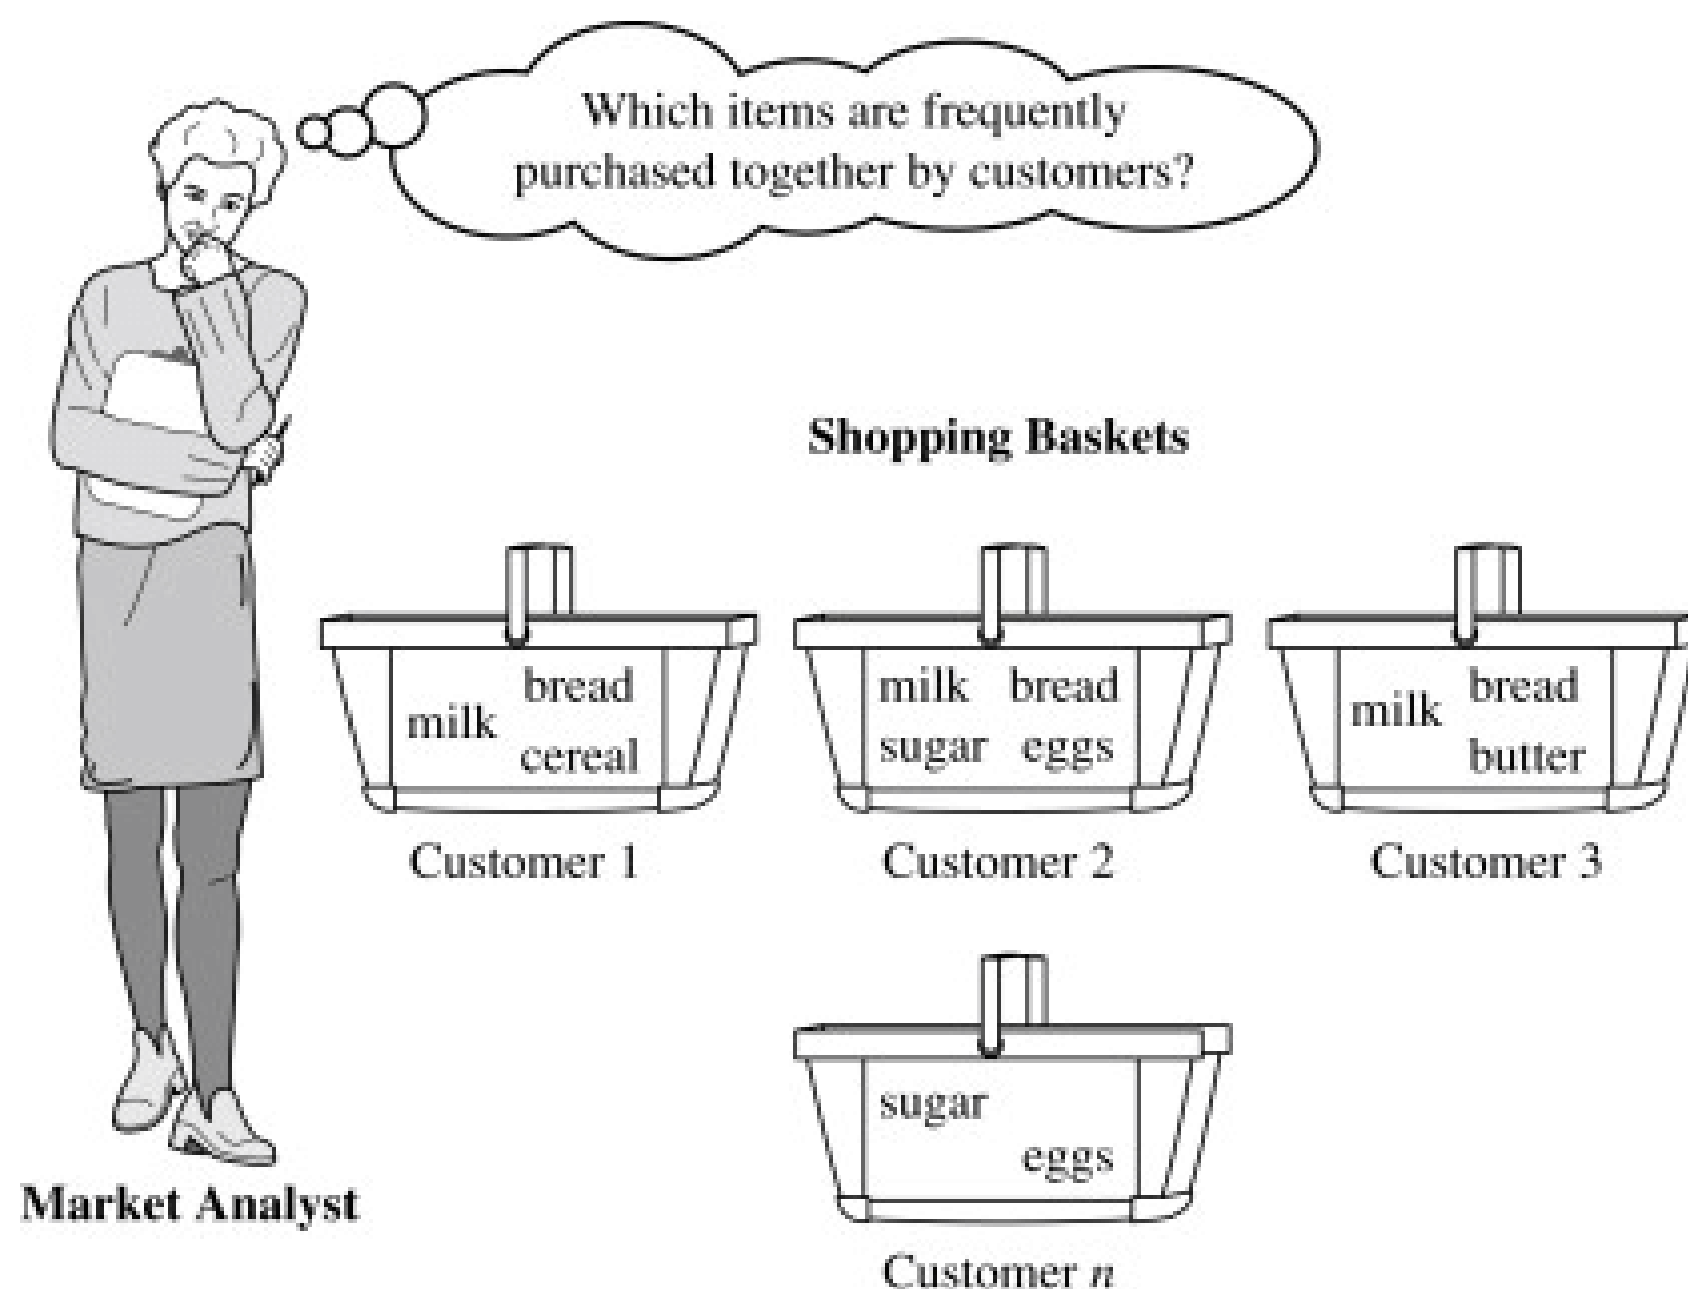 Which items are frequently
purchased together by customers?
Shopping Baskets
milk bread
cereal
milk bread
sugar eggs
milk bread
butter
Customer 1
Customer 2
Customer 3
sugar
eggs
Market Analyst
Customer n